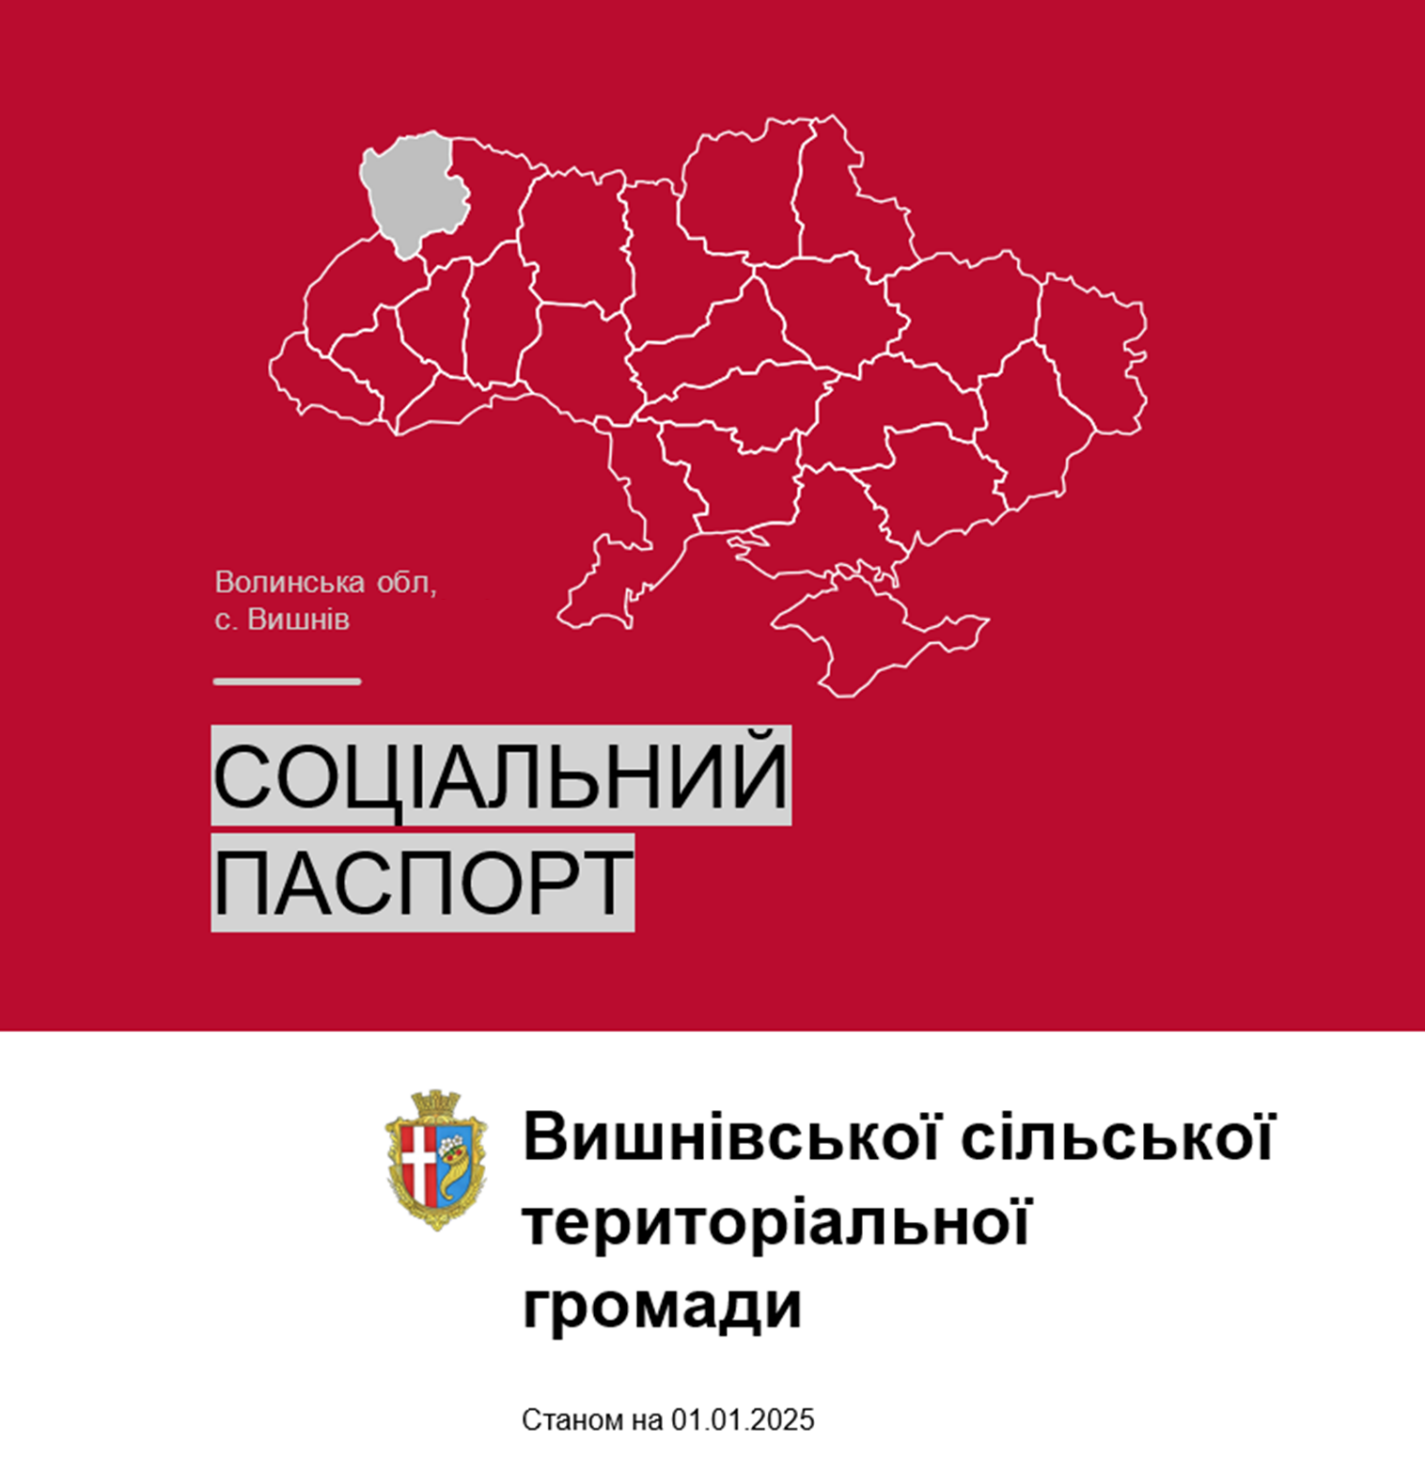 Волинська обл,
с. Вишнів
СОЦІАЛЬНИЙ
ПАСПОРТ
Вишнівської сільської
територіальної
громади
Станом на 01.01.2025